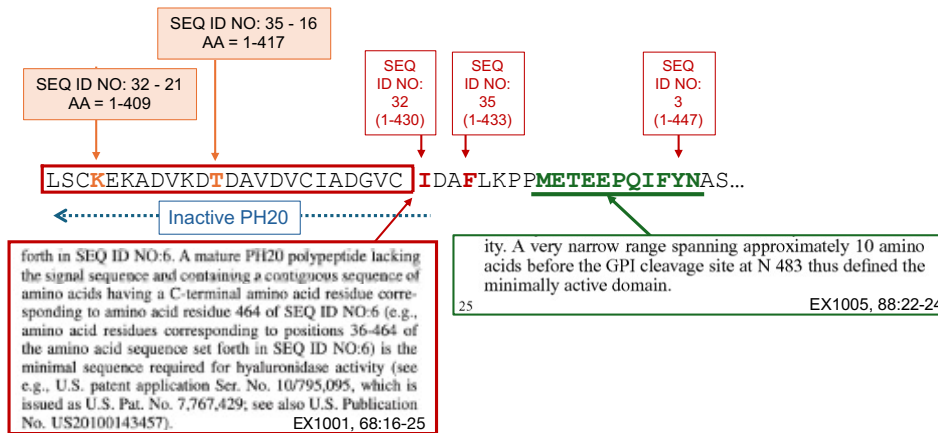 SEQ ID NO: 35 - 16
AA = 1-417
SEQ ID NO: 32 - 21
AA = 1-409
SEQ
ID NO:
32
(1-430)
SEQ
ID NO:
35
(1-433)
SEQ
ID NO:
3
(1-447)
LSCKEKADVKDTDAVDVCIADGVC IDAFLKPPMETEEPQIFYNAS…
Inactive PH20
forth in SEQ ID NO:6. A mature PH20 polypeptide lacking
the signal sequence and containing a contiguous sequence of
amino acids having a C-terminal amino acid residue corre-
sponding to amino acid residue 464 of SEQ ID NO:6 (e.g.,
amino acid residues corresponding to positions 36-464 of
the amino acid sequence set forth in SEQ ID NO:6) is the
minimal sequence required for hyaluronidase activity (see
e.g., U.S. patent application Ser. No. 10/795,095, which is
issued as U.S. Pat. No. 7,767,429; see also U.S. Publication
No. US20100143457).
EX1001, 68:16-25
ity. A very narrow range spanning approximately 10 amino
acids before the GPI cleavage site at N 483 thus defined the
minimally active domain.
25
EX1005, 88:22-24